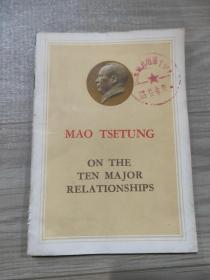 MAO TSETUNG
ON THE
TEN MAJOR
RELATIONSHIPS